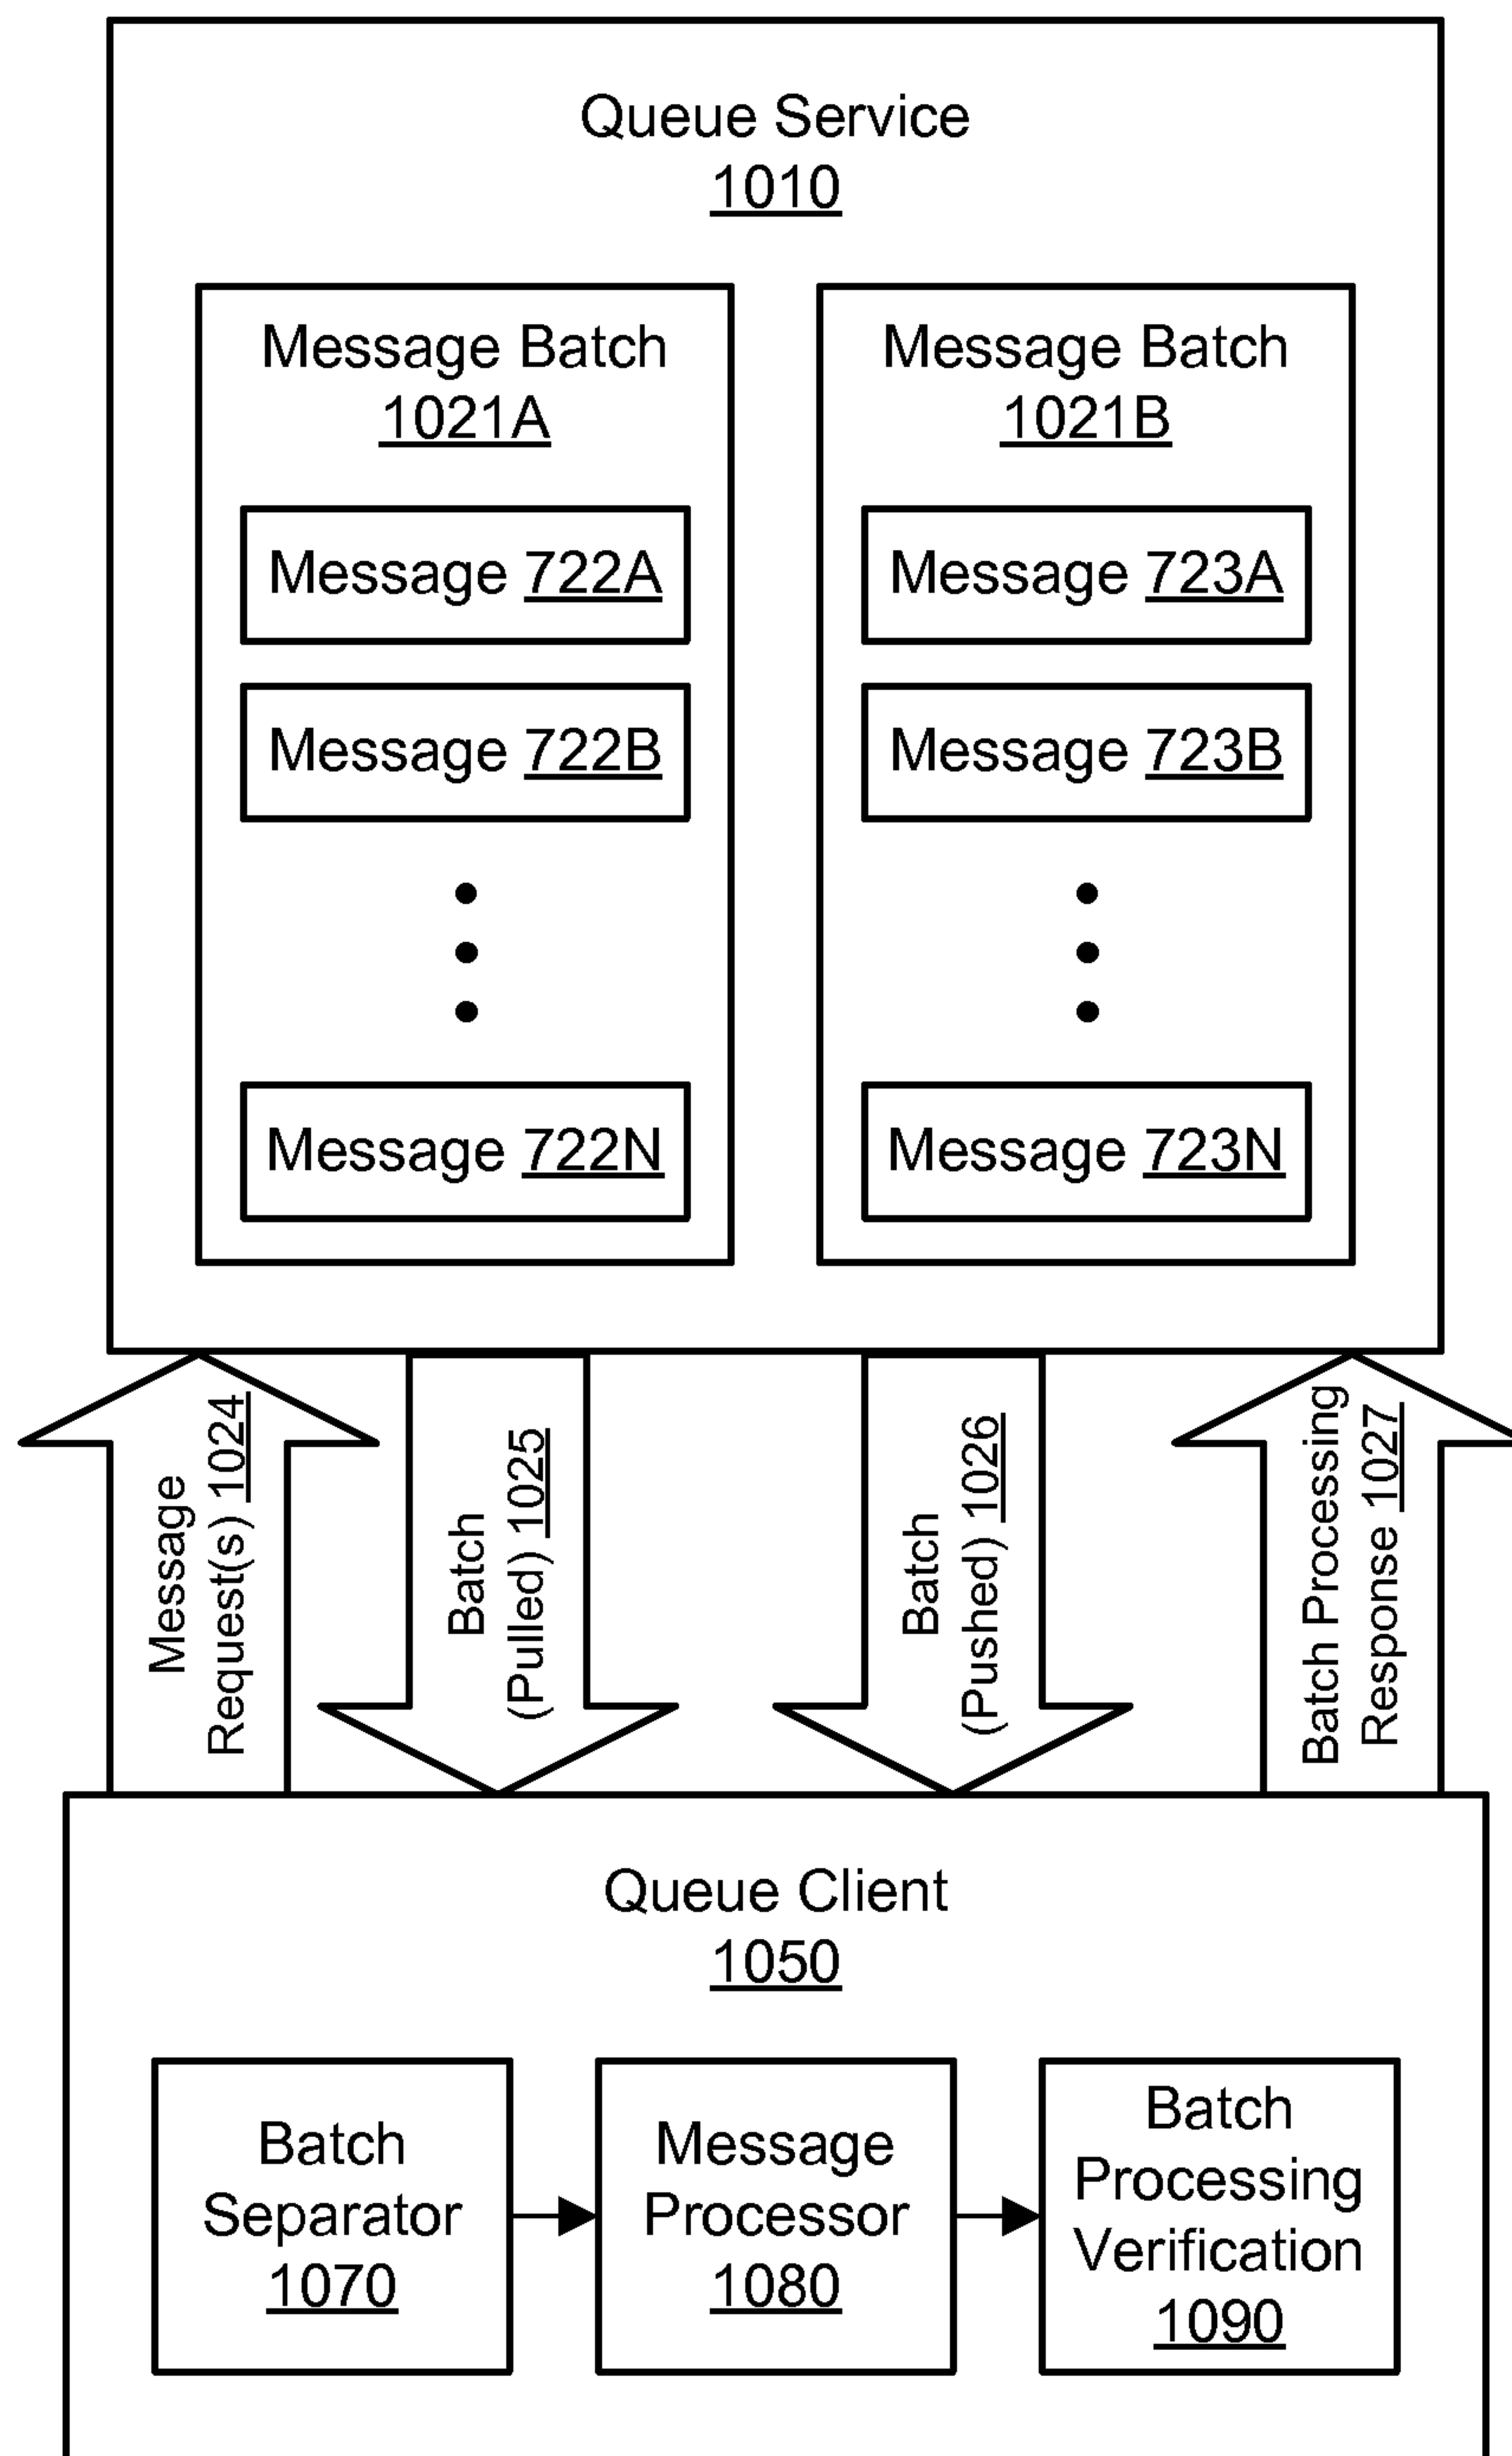 Queue Service
1010
Message Batch
1021A
Message 722A
Message 722B
Message 722N
Message Batch
1021B
Message 723A
Message 723B
Message 723N
Message
Request(s) 1024
Batch
(Pulled) 1025
Batch
(Pushed) 1026
Batch Processing
Response 1027
Queue Client
1050
Batch
Separator
1070
Message
Processor
1080
Batch
Processing
Verification
1090